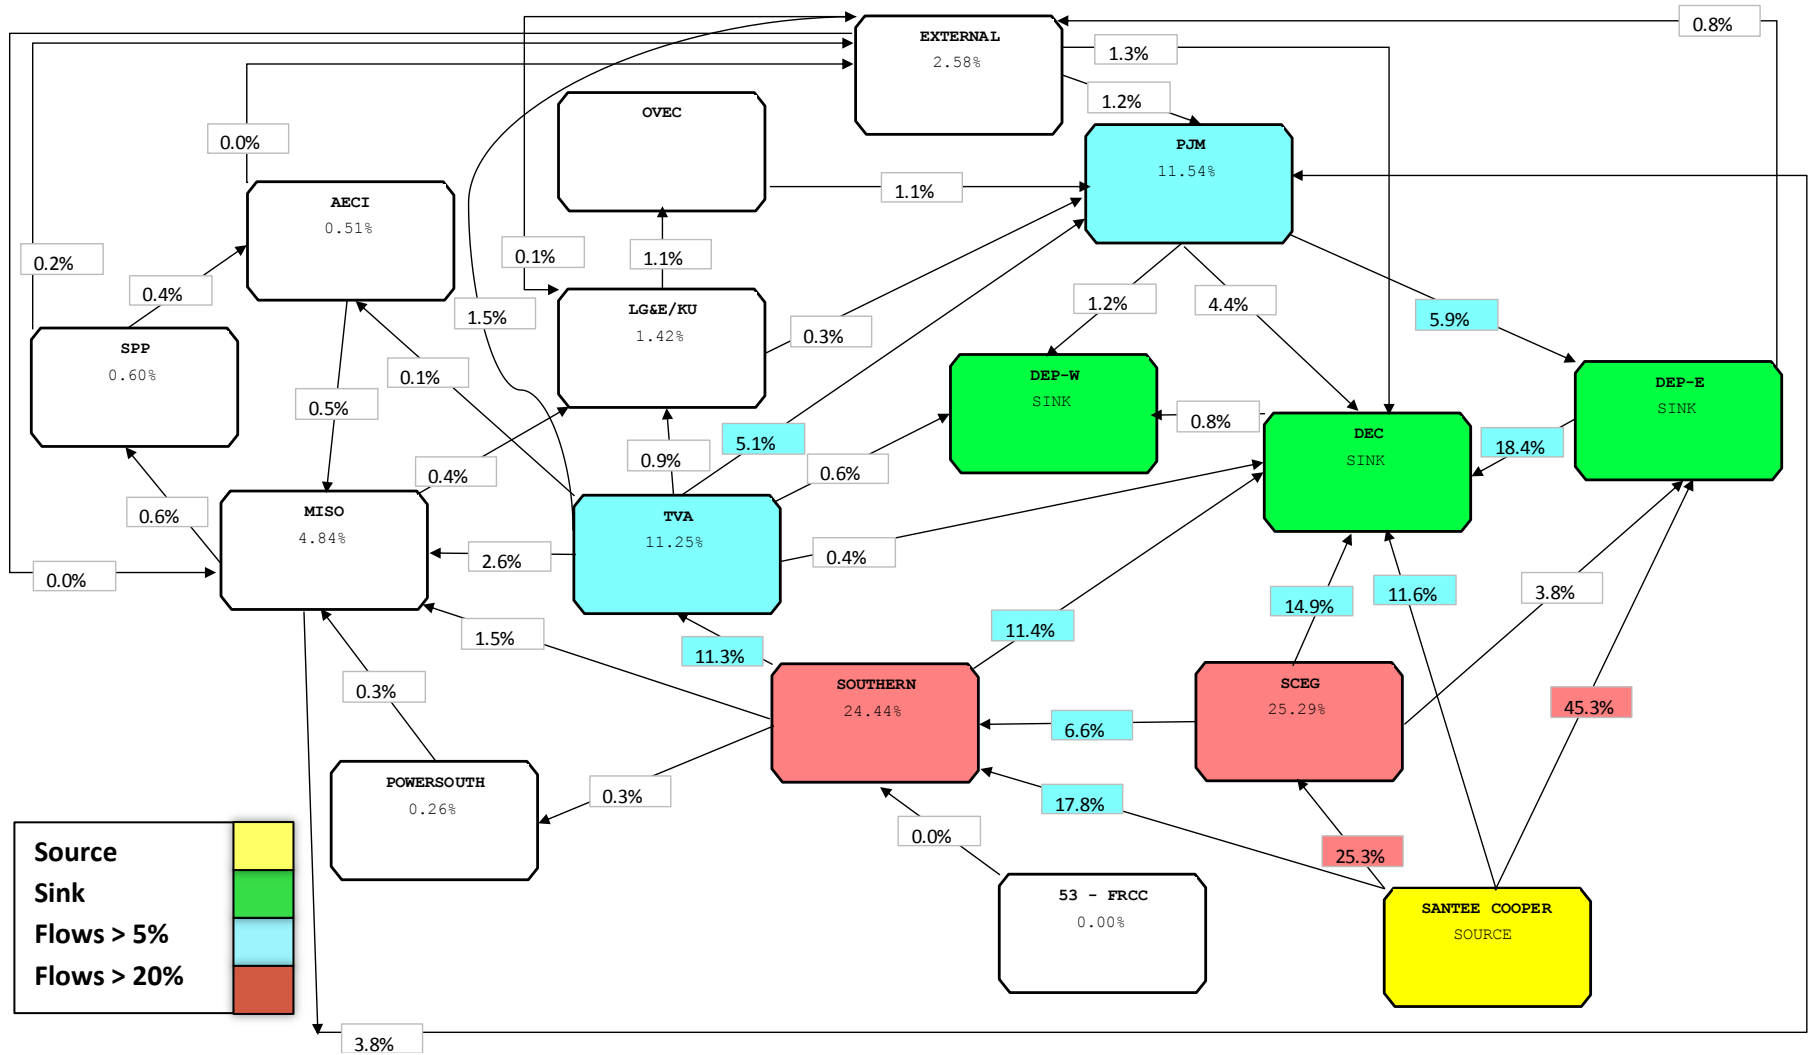 EXTERNAL
2.58%
0.8%
1.3%
1.2%
OVEC
0.0%
PJM
11.54%
1.1%
AECI
0.51%
0.2%
0.1%
1.1%
0.4%
1.5%
LG&E/KU
1.42%
0.3%
1.2%
4.4%
5.9%
SPP
0.60%
0.1%
DEP-W
SINK
DEP-E
SINK
0.5%
0.8%
DEC
SINK
18.4%
5.1%
0.9%
0.4%
0.6%
0.6%
MISO
4.84%
TVA
11.25%
2.6%
0.4%
0.0%
14.9%
11.6%
3.8%
1.5%
11.3%
11.4%
0.3%
SOUTHERN
24.44%
SCEG
25.29%
45.3%
6.6%
POWERSOUTH
0.26%
0.3%
17.8%
0.0%
25.3%
Source
Sink
Flows > 5%
Flows > 20%
53 - FRCC
0.00%
SANTEE COOPER
SOURCE
3.8%